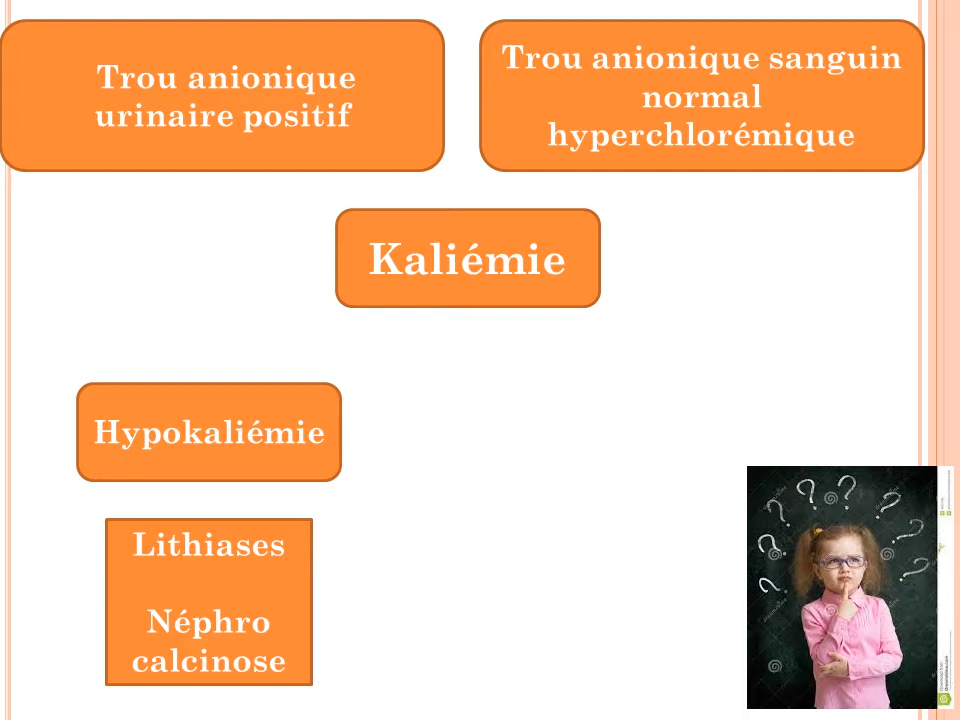 Trou anionique
urinaire positif
Trou anionique sanguin
normal
hyperchlorémique
Kaliémie
Hypokaliémie
Lithiases
Néphro
calcinose